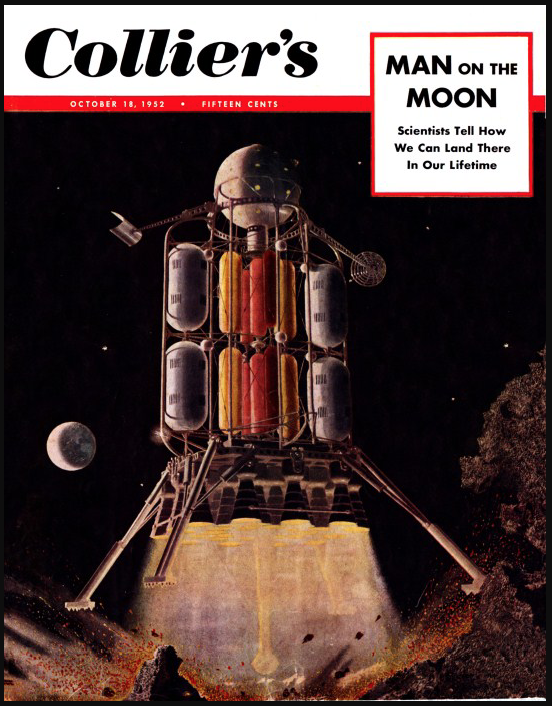 Collier's
OCTOBER 18, 1952 • FIFTEEN CENTS
MAN ON THE
MOON
Scientists Tell How
We Can Land There
In Our Lifetime